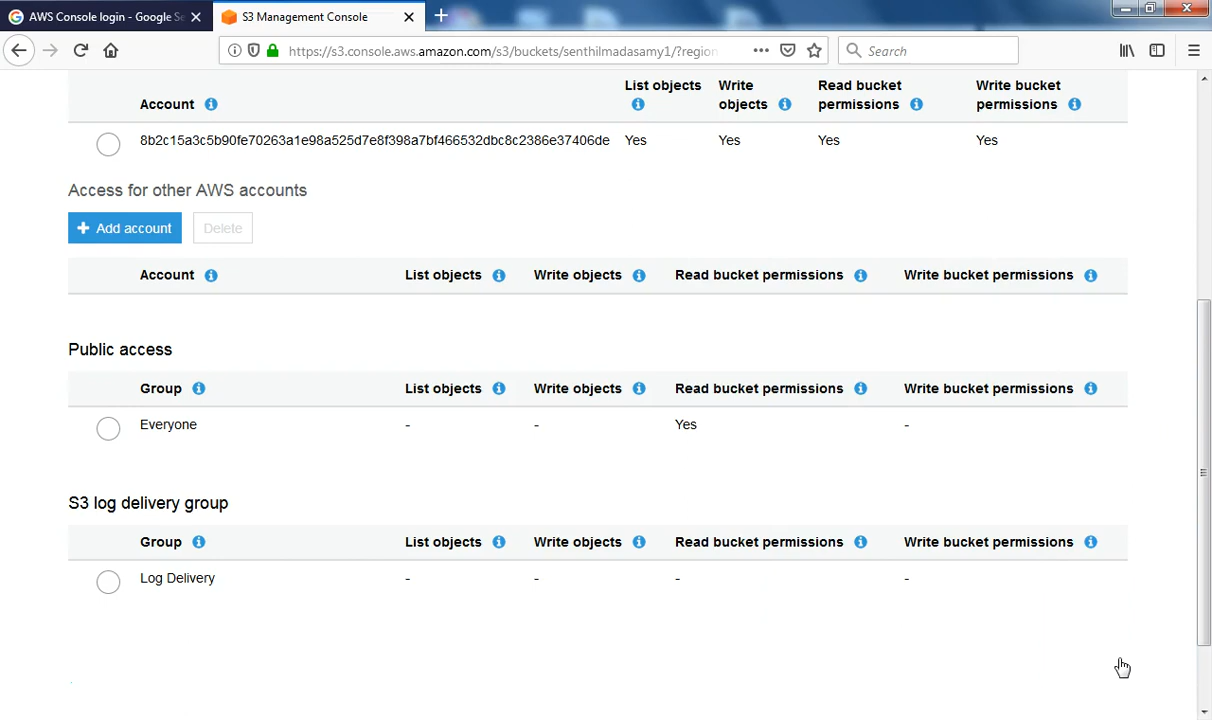 AWS Console login - Google Se
S3 Management Console
https://s3.console.aws.amazon.com/s3/buckets/senthilmadasamy1/?region
Search
Account List objects Write objects Read bucket permissions Write bucket permissions
8b2c15a3c5b90fe70263a1e98a525d7e8f398a7bf466532dbc8c2386e37406de Yes Yes Yes Yes
Access for other AWS accounts
+ Add account Delete
Account List objects Write objects Read bucket permissions Write bucket permissions
Public access
Group List objects Write objects Read bucket permissions Write bucket permissions
Everyone - - Yes -
S3 log delivery group
Group List objects Write objects Read bucket permissions Write bucket permissions
Log Delivery - - - -